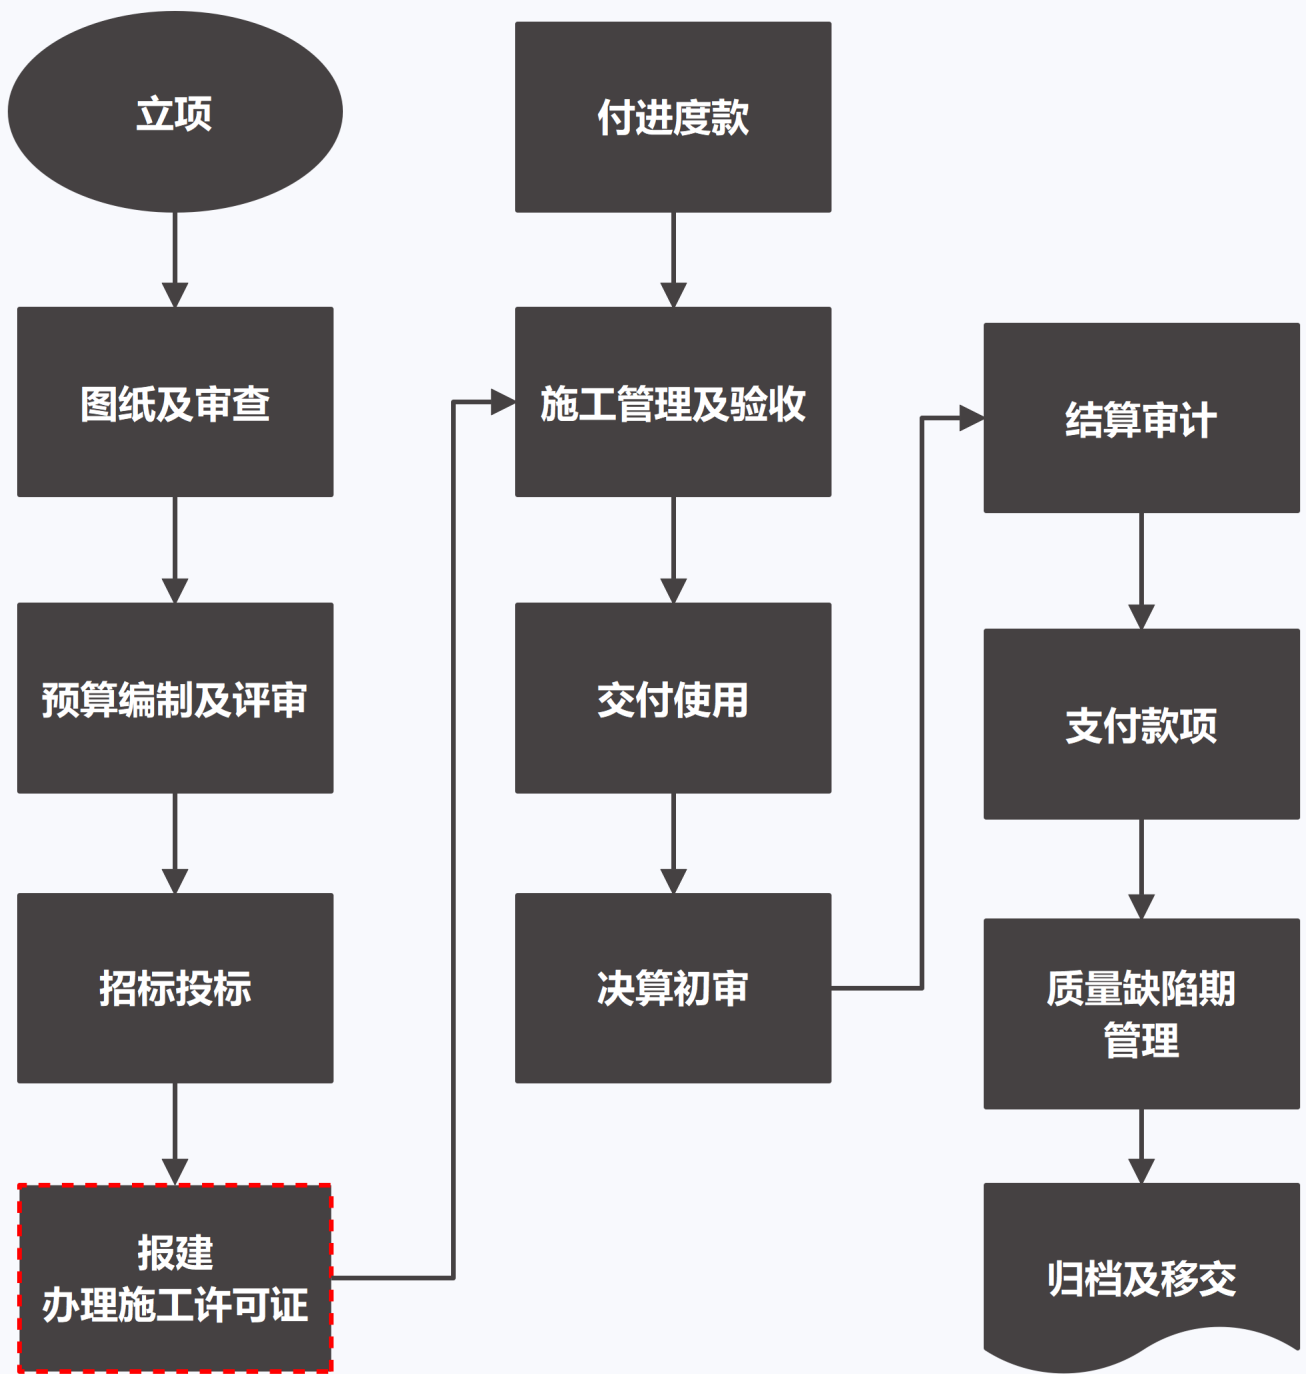 立项
图纸及审查
预算编制及评审
招标投标
报建
办理施工许可证
付进度款
施工管理及验收
交付使用
决算初审
结算审计
支付款项
质量缺陷期
管理
归档及移交